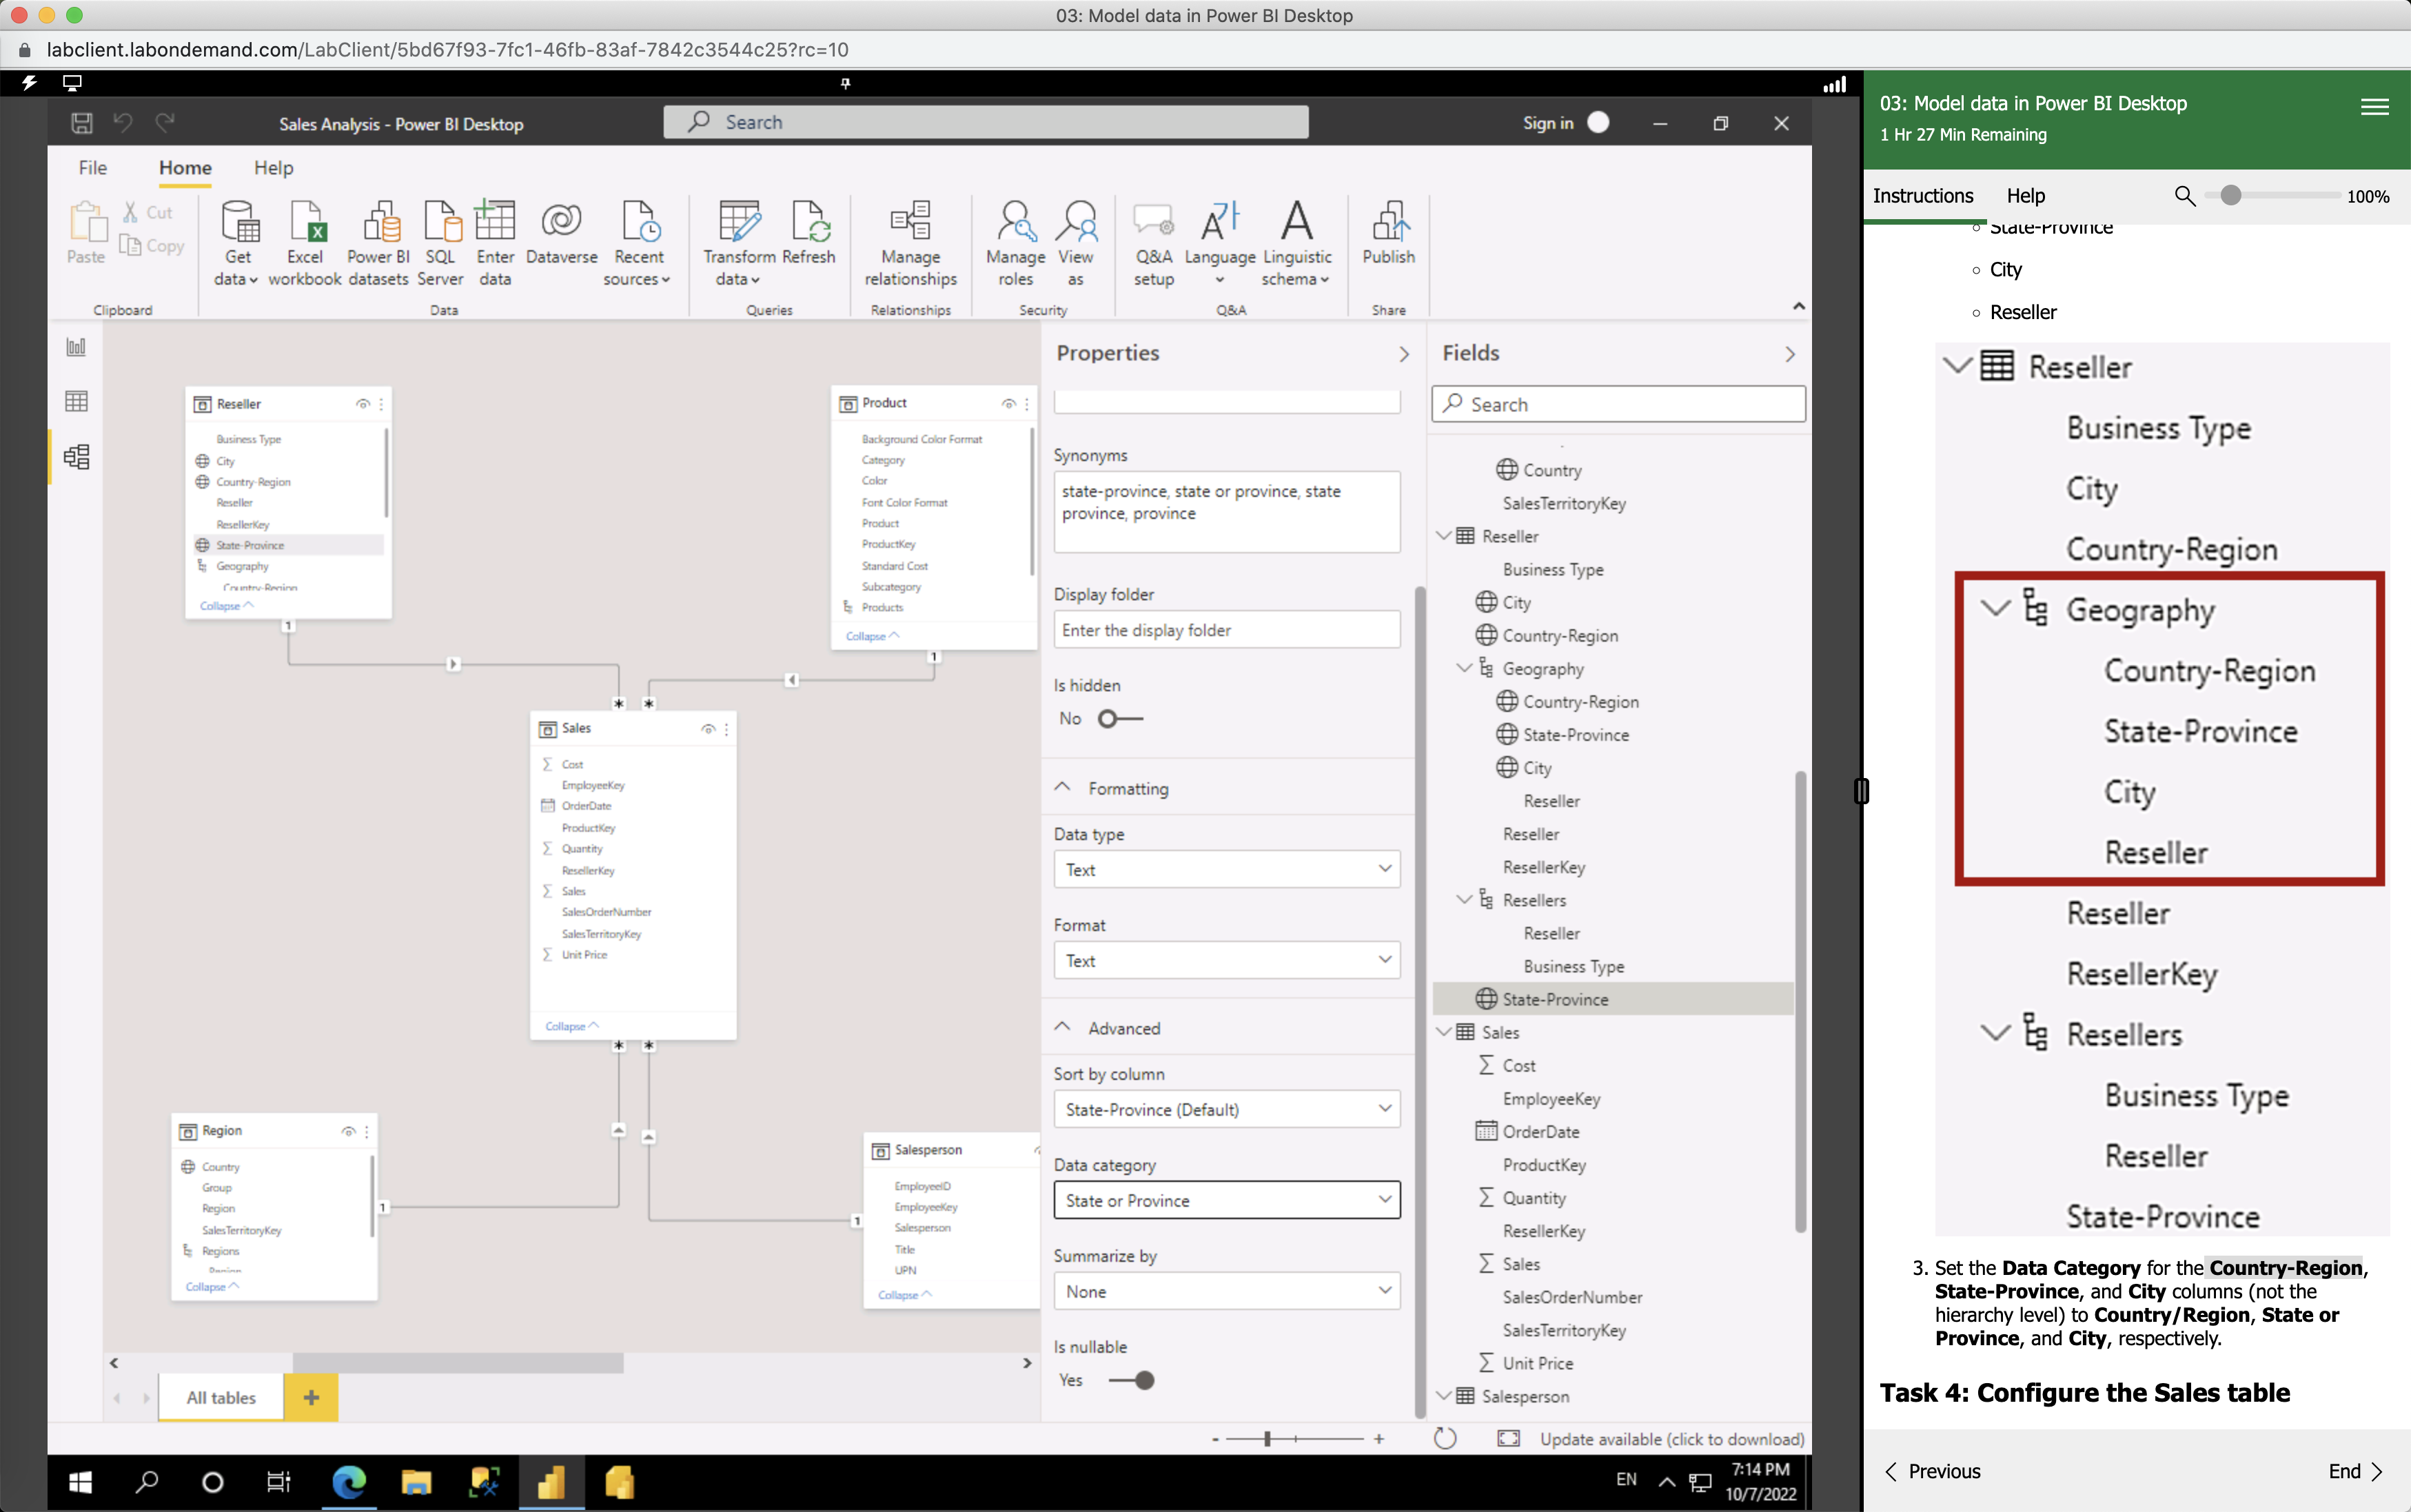 03: Model data in Power BI Desktop
labclient.labondemand.com/LabClient/5bd67f93-7fc1-46fb-83af-7842c3544c25?rc=10
Sales Analysis - Power BI Desktop
Search
Sign in
File
Home
Help
Paste
Cut
Copy
Get data
Excel workbook
Power BI datasets
SQL Server
Enter data
Dataverse
Recent sources
Transform data
Refresh
Manage relationships
Manage roles
View as
Q&A setup
Language
Linguistic schema
Publish
Clipboard
Data
Queries
Relationships
Security
Q&A
Share
Reseller
Business Type
City
Country-Region
Reseller
ResellerKey
State-Province
Geography
Country-Region
Collapse
1
Product
Background Color Format
Category
Color
Font Color Format
Product
ProductKey
Standard Cost
Subcategory
Products
Collapse
1
*
*
Sales
Cost
EmployeeKey
OrderDate
ProductKey
Quantity
ResellerKey
Sales
SalesOrderNumber
SalesTerritoryKey
Unit Price
Collapse
*
*
Region
Country
Group
Region
SalesTerritoryKey
Regions
Region
Collapse
1
Salesperson
EmployeeID
EmployeeKey
Salesperson
Title
UPN
Collapse
1
All tables
+
Properties
Synonyms
state-province, state or province, state
province, province
Display folder
Enter the display folder
Is hidden
No
Formatting
Data type
Text
Format
Text
Advanced
Sort by column
State-Province (Default)
Data category
State or Province
Summarize by
None
Is nullable
Yes
Fields
Search
Country
SalesTerritoryKey
Reseller
Business Type
City
Country-Region
Geography
Country-Region
State-Province
City
Reseller
Reseller
ResellerKey
Resellers
Reseller
Business Type
State-Province
Sales
Cost
EmployeeKey
OrderDate
ProductKey
Quantity
ResellerKey
Sales
SalesOrderNumber
SalesTerritoryKey
Unit Price
Salesperson
- +
Update available (click to download)
EN
7:14 PM
10/7/2022
03: Model data in Power BI Desktop
1 Hr 27 Min Remaining
Instructions
Help
100%
State-Province
City
Reseller
Reseller
Business Type
City
Country-Region
Geography
Country-Region
State-Province
City
Reseller
Reseller
ResellerKey
Resellers
Business Type
Reseller
State-Province
3. Set the Data Category for the Country-Region,
State-Province, and City columns (not the
hierarchy level) to Country/Region, State or
Province, and City, respectively.
Task 4: Configure the Sales table
Previous
End